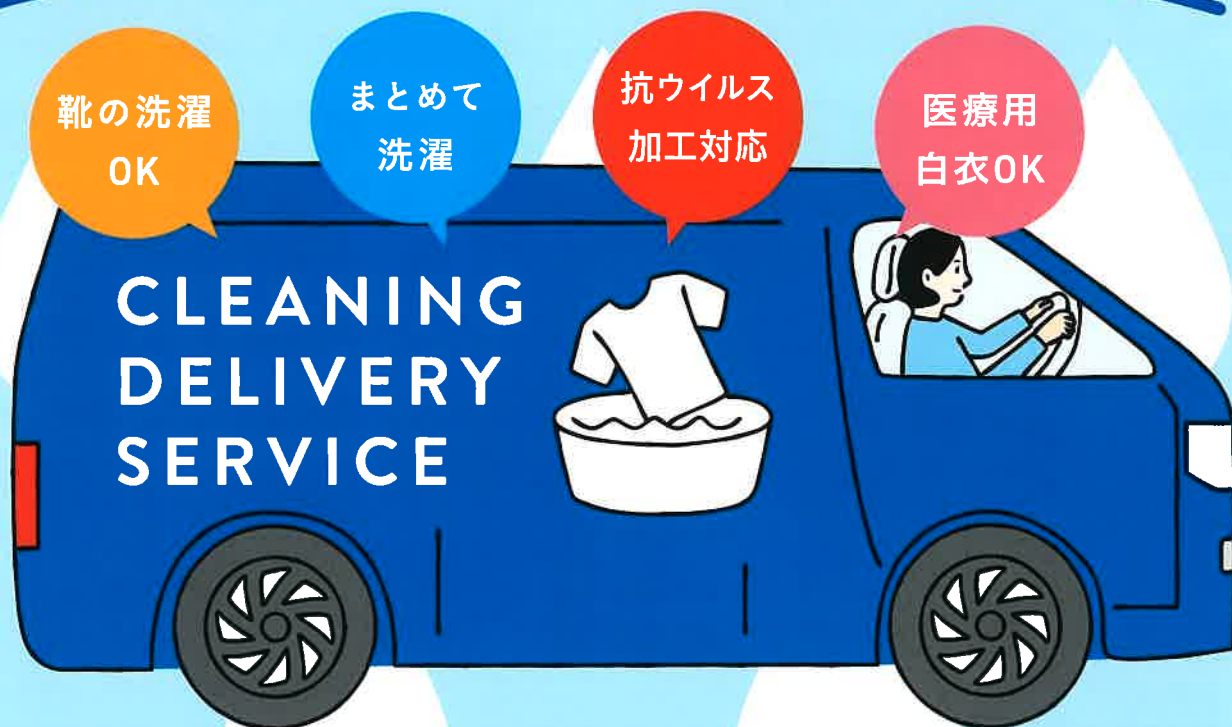 靴の洗濯
OK
まとめて
洗濯
抗ウイルス
加工対応
医療用
白衣OK
CLEANING
DELIVERY
SERVICE